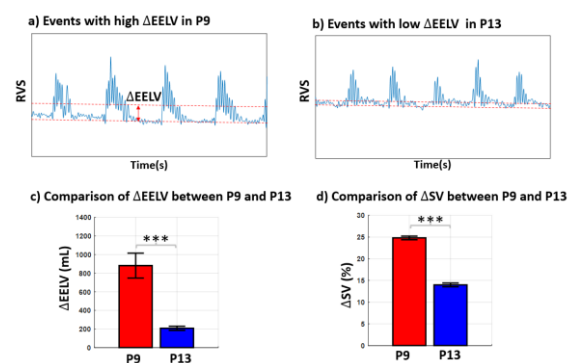 a) Events with high ΔEELV in P9
RVS
ΔEELV
Time(s)
b) Events with low ΔEELV in P13
RVS
Time(s)
c) Comparison of ΔEELV between P9 and P13
ΔEELV (mL)
1400
1200
1000
800
600
400
200
0
***
P9
P13
d) Comparison of ΔSV between P9 and P13
ΔSV (%)
30
25
20
15
10
5
0
***
P9
P13